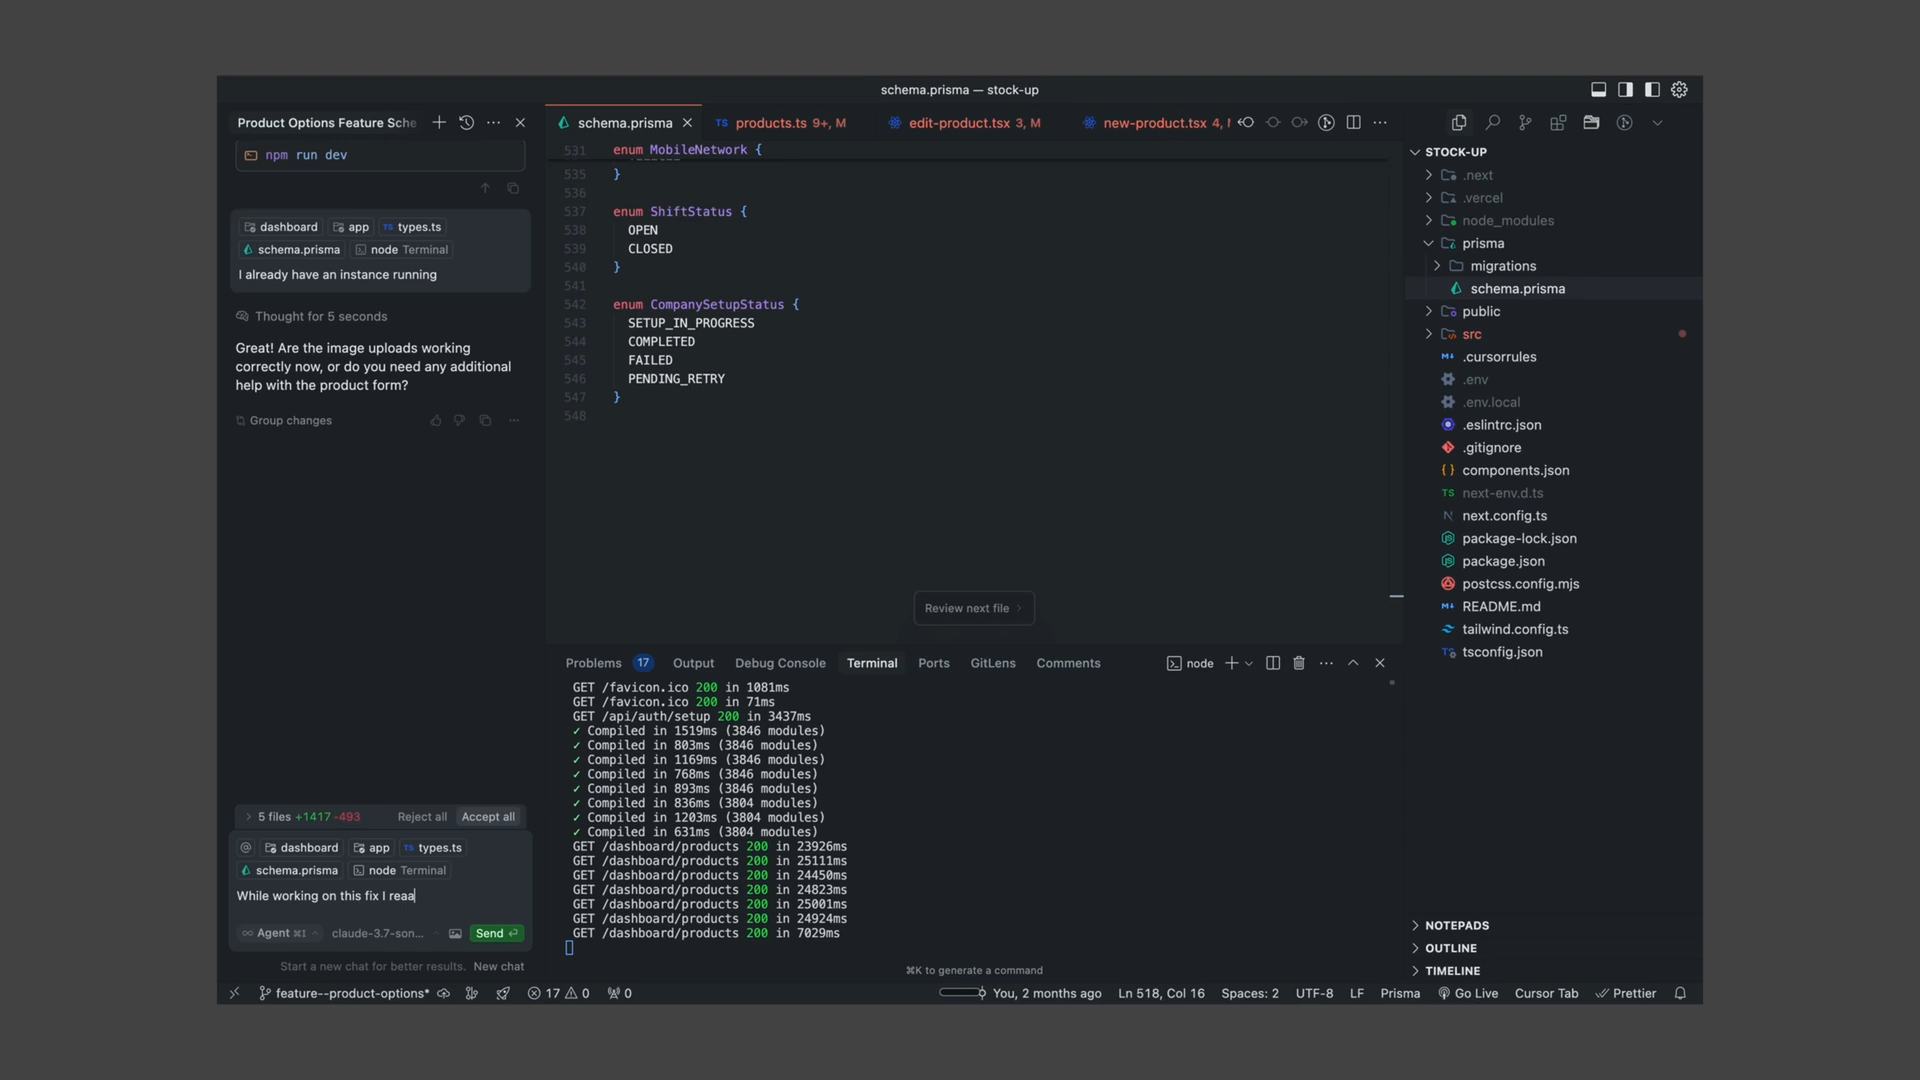 schema.prisma — stock-up
Product Options Feature Sche
npm run dev
dashboard app TS types.ts
schema.prisma node Terminal
I already have an instance running
Thought for 5 seconds
Great! Are the image uploads working
correctly now, or do you need any additional
help with the product form?
Group changes
5 files +1417 -493 Reject all Accept all
@ dashboard app TS types.ts
schema.prisma node Terminal
While working on this fix I reaa
∞ Agent ⌘I claude-3.7-son... Send
Start a new chat for better results. New chat
schema.prisma
TS products.ts 9+, M
edit-product.tsx 3, M
new-product.tsx 4,
531 enum MobileNetwork {
535 }
536
537 enum ShiftStatus {
538 OPEN
539 CLOSED
540 }
541
542 enum CompanySetupStatus {
543 SETUP_IN_PROGRESS
544 COMPLETED
545 FAILED
546 PENDING_RETRY
547 }
548
Review next file
Problems 17 Output Debug Console Terminal Ports GitLens Comments
node
GET /favicon.ico 200 in 1081ms
GET /favicon.ico 200 in 71ms
GET /api/auth/setup 200 in 3437ms
✓ Compiled in 1519ms (3846 modules)
✓ Compiled in 803ms (3846 modules)
✓ Compiled in 1169ms (3846 modules)
✓ Compiled in 768ms (3846 modules)
✓ Compiled in 893ms (3846 modules)
✓ Compiled in 836ms (3804 modules)
✓ Compiled in 1203ms (3804 modules)
✓ Compiled in 631ms (3804 modules)
GET /dashboard/products 200 in 23926ms
GET /dashboard/products 200 in 25111ms
GET /dashboard/products 200 in 24450ms
GET /dashboard/products 200 in 24823ms
GET /dashboard/products 200 in 25001ms
GET /dashboard/products 200 in 24924ms
GET /dashboard/products 200 in 7029ms
⌘K to generate a command
STOCK-UP
.next
.vercel
node_modules
prisma
migrations
schema.prisma
public
src
.cursorrules
.env
.env.local
.eslintrc.json
.gitignore
{ } components.json
TS next-env.d.ts
N next.config.ts
package-lock.json
package.json
postcss.config.mjs
README.md
tailwind.config.ts
tsconfig.json
NOTEPADS
OUTLINE
TIMELINE
feature--product-options* 17 0 0
You, 2 months ago Ln 518, Col 16 Spaces: 2 UTF-8 LF Prisma Go Live Cursor Tab Prettier